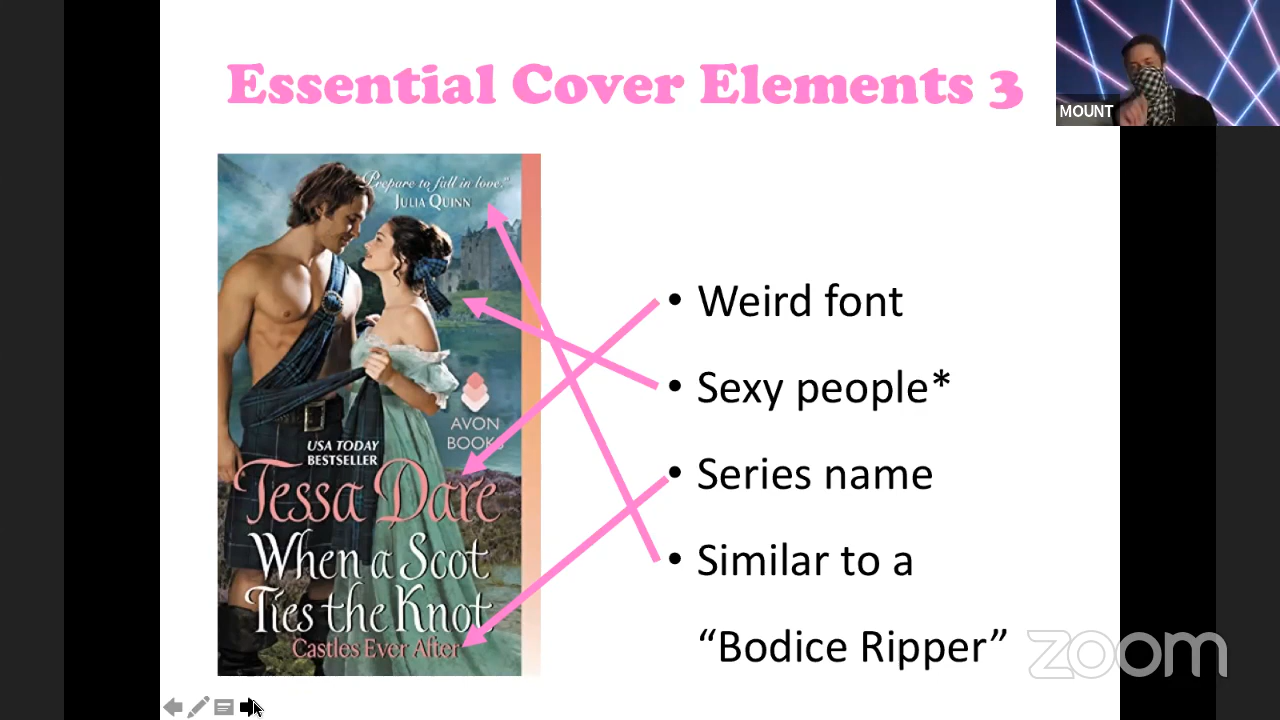 Essential Cover Elements 3
MOUNT
"Prepare to fall in love."
JULIA QUINN
AVON
BOOKS
USA TODAY
BESTSELLER
Tessa Dare
When a Scot
Ties the Knot
Castles Ever After
• Weird font
• Sexy people*
• Series name
• Similar to a
“Bodice Ripper”
zoom